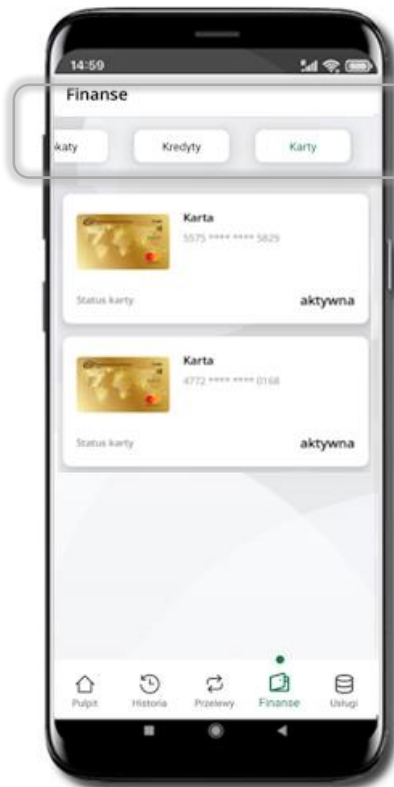 14:59
Finanse
katy
Kredyty
Karty
Karta
5575 **** **** 5829
Status karty
aktywna
Karta
4772 **** **** 0168
Status karty
aktywna
Pulpit
Historia
Przelewy
Finanse
Usługi